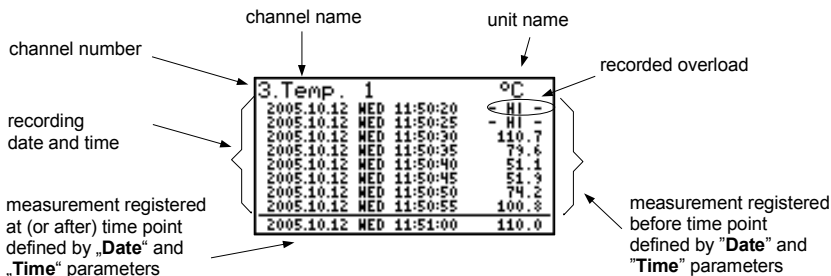 channel name
unit name
channel number
recorded overload
3.Temp. 1 °C
2005.10.12 WED 11:50:20 - HI -
2005.10.12 WED 11:50:25 - HI -
2005.10.12 WED 11:50:30 110.7
2005.10.12 WED 11:50:35 79.6
2005.10.12 WED 11:50:40 51.1
2005.10.12 WED 11:50:45 51.9
2005.10.12 WED 11:50:50 74.2
2005.10.12 WED 11:50:55 100.8
2005.10.12 WED 11:51:00 110.0
recording
date and time
measurement registered
at (or after) time point
defined by „Date“ and
„Time“ parameters
measurement registered
before time point
defined by ”Date” and
”Time” parameters